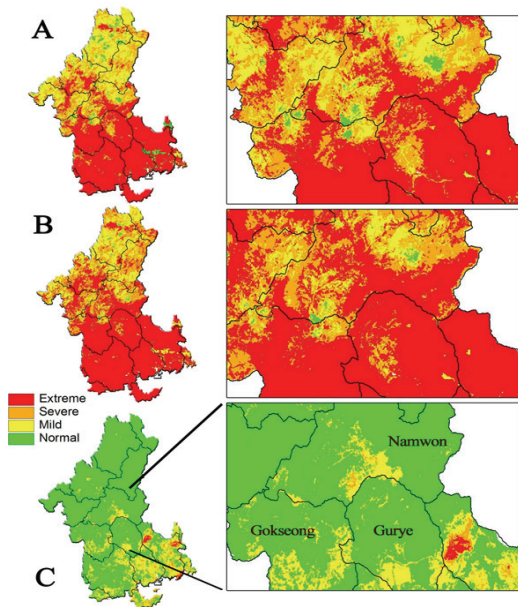 A
B
Extreme
Severe
Mild
Normal
Namwon
Gokseong
Gurye
C